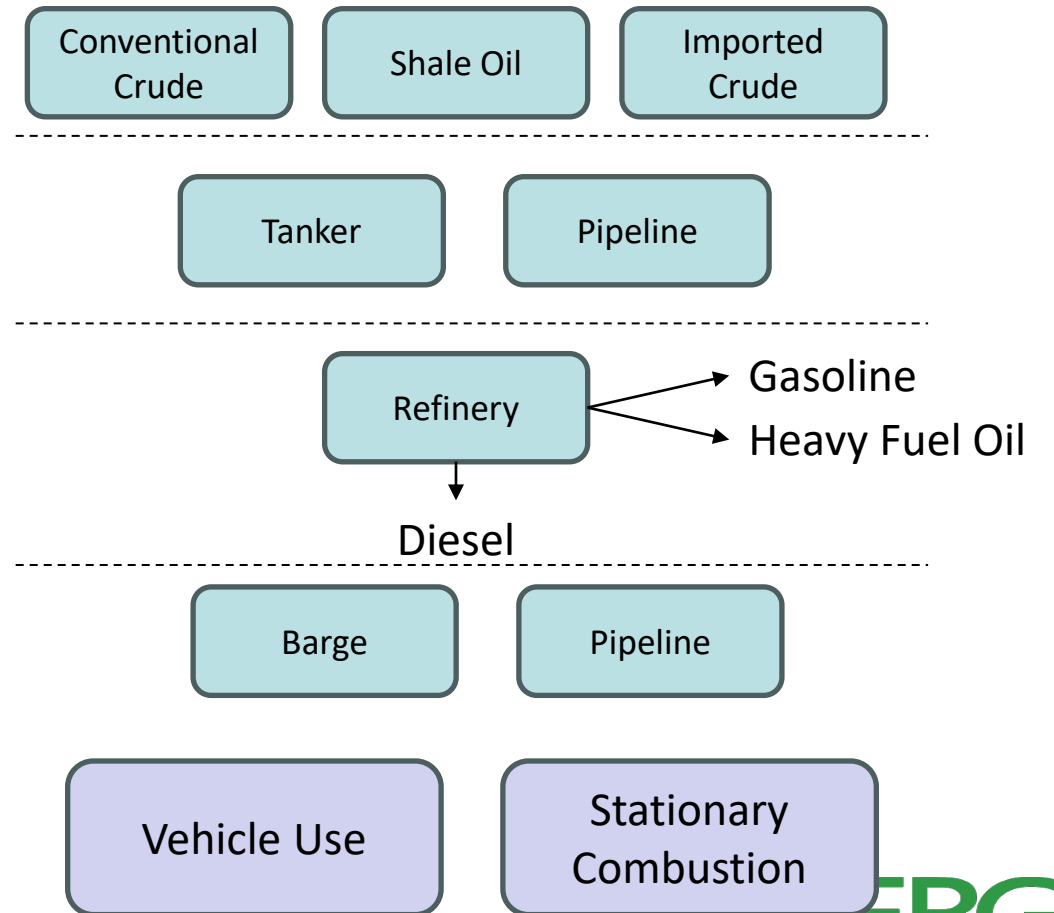 Conventional
Crude
Shale Oil
Imported
Crude
Tanker
Pipeline
Refinery
Gasoline
Heavy Fuel Oil
Diesel
Barge
Pipeline
Vehicle Use
Stationary
Combustion